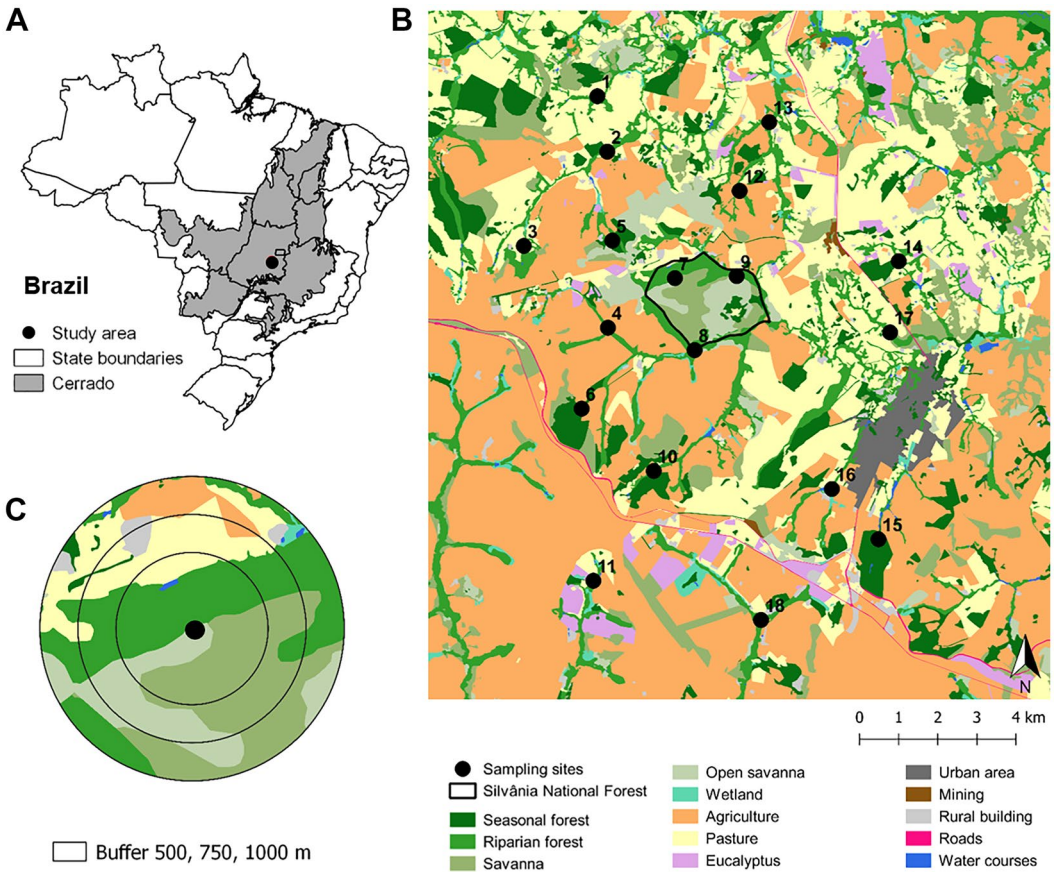 A
Brazil
Study area
State boundaries
Cerrado
B
1
13
2
12
5
3
14
7
9
4
17
8
6
10
16
15
11
18
N
0 1 2 3 4 km
C
Buffer 500, 750, 1000 m
Sampling sites
Silvânia National Forest
Seasonal forest
Riparian forest
Savanna
Open savanna
Wetland
Agriculture
Pasture
Eucalyptus
Urban area
Mining
Rural building
Roads
Water courses